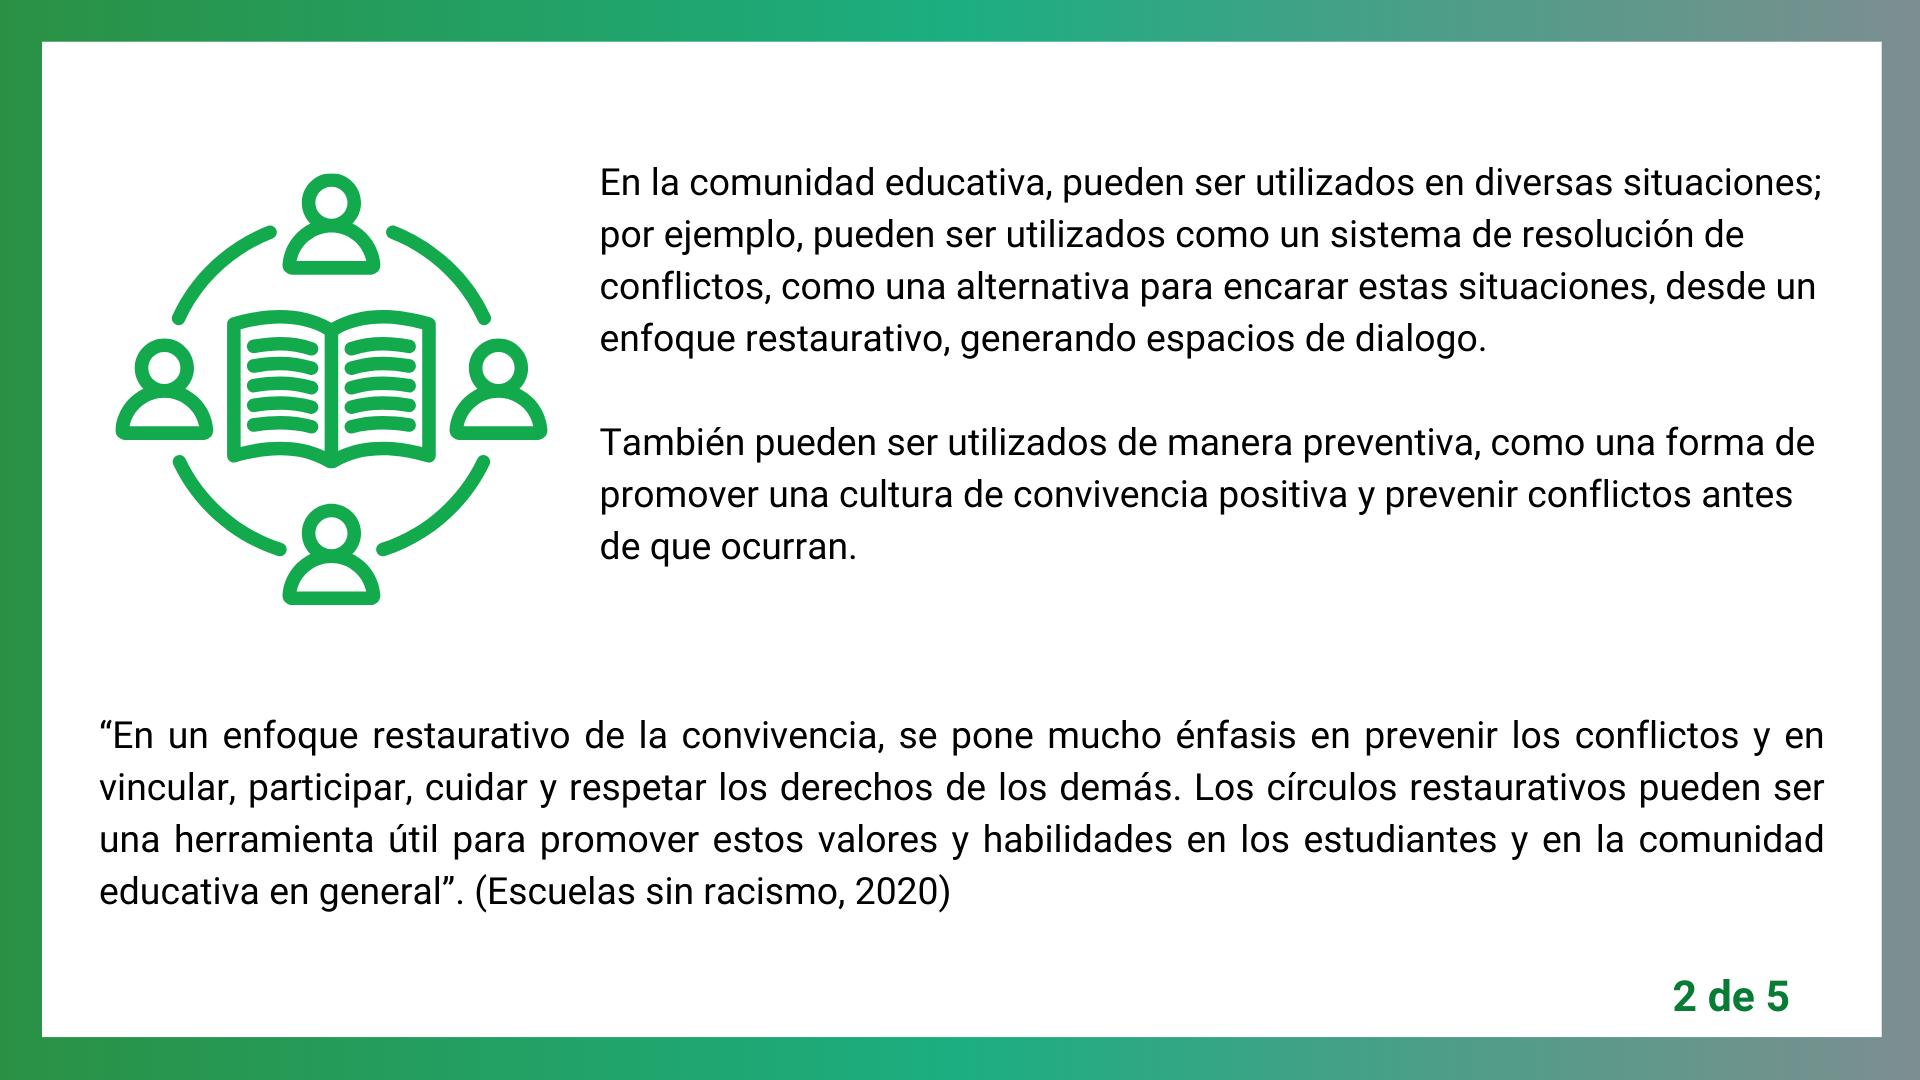 En la comunidad educativa, pueden ser utilizados en diversas situaciones;
por ejemplo, pueden ser utilizados como un sistema de resolución de
conflictos, como una alternativa para encarar estas situaciones, desde un
enfoque restaurativo, generando espacios de dialogo.
También pueden ser utilizados de manera preventiva, como una forma de
promover una cultura de convivencia positiva y prevenir conflictos antes
de que ocurran.
“En un enfoque restaurativo de la convivencia, se pone mucho énfasis en prevenir los conflictos y en
vincular, participar, cuidar y respetar los derechos de los demás. Los círculos restaurativos pueden ser
una herramienta útil para promover estos valores y habilidades en los estudiantes y en la comunidad
educativa en general”. (Escuelas sin racismo, 2020)
2 de 5